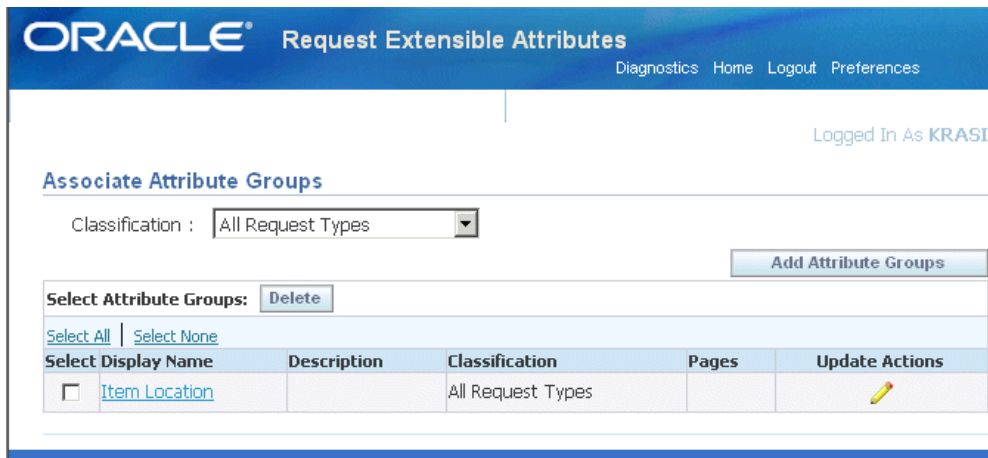 ORACLE® Request Extensible Attributes
Diagnostics Home Logout Preferences
Logged In As KRASI
Associate Attribute Groups
Classification : All Request Types
Add Attribute Groups
Select Attribute Groups: Delete
Select All | Select None
Select Display Name Description Classification Pages Update Actions
Item Location All Request Types